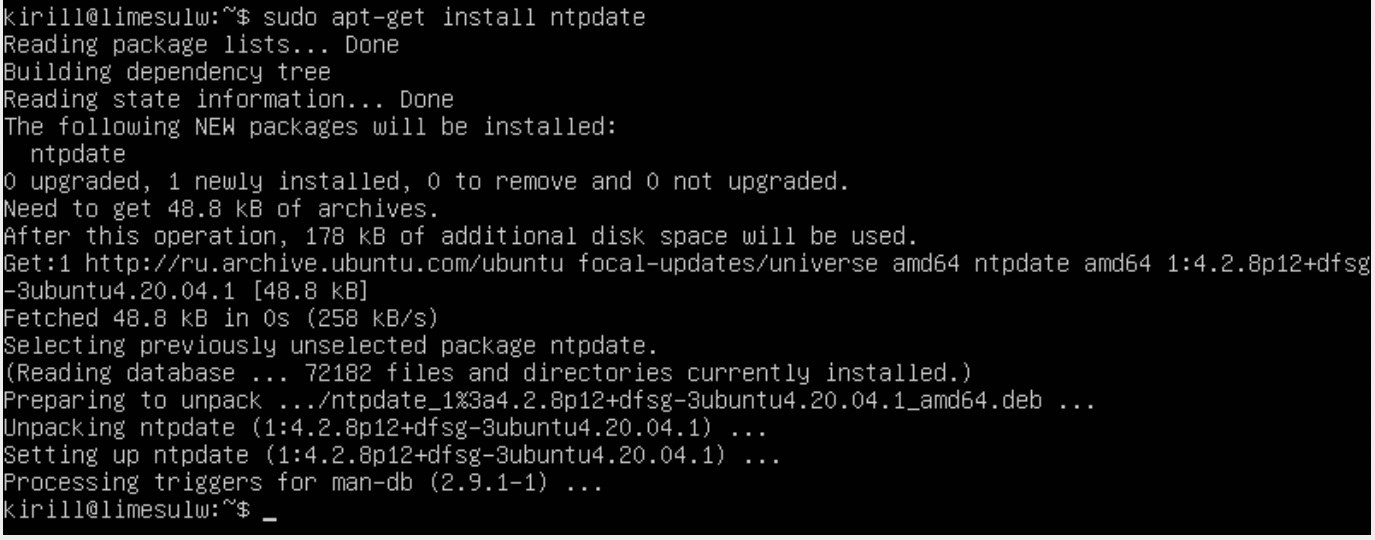 kirill@limesulw:~$ sudo apt-get install ntpdate
Reading package lists... Done
Building dependency tree
Reading state information... Done
The following NEW packages will be installed:
  ntpdate
0 upgraded, 1 newly installed, 0 to remove and 0 not upgraded.
Need to get 48.8 kB of archives.
After this operation, 178 kB of additional disk space will be used.
Get:1 http://ru.archive.ubuntu.com/ubuntu focal-updates/universe amd64 ntpdate amd64 1:4.2.8p12+dfsg
-3ubuntu4.20.04.1 [48.8 kB]
Fetched 48.8 kB in 0s (258 kB/s)
Selecting previously unselected package ntpdate.
(Reading database ... 72182 files and directories currently installed.)
Preparing to unpack .../ntpdate_1%3a4.2.8p12+dfsg-3ubuntu4.20.04.1_amd64.deb ...
Unpacking ntpdate (1:4.2.8p12+dfsg-3ubuntu4.20.04.1) ...
Setting up ntpdate (1:4.2.8p12+dfsg-3ubuntu4.20.04.1) ...
Processing triggers for man-db (2.9.1-1) ...
kirill@limesulw:~$ _